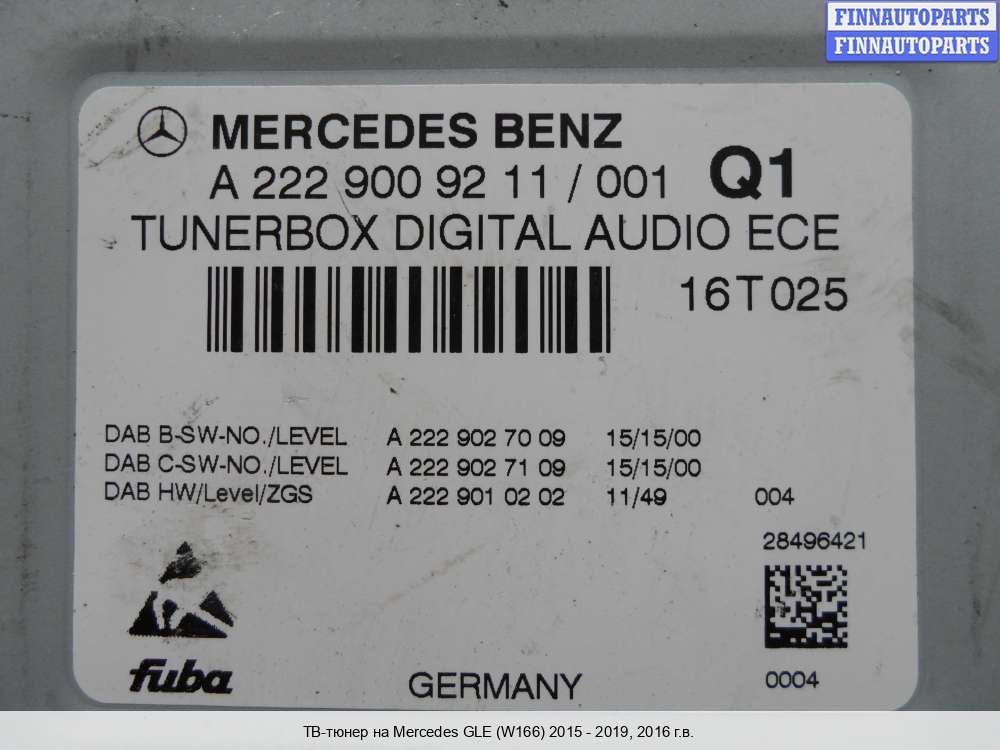 FINNAUTOPARTS
FINNAUTOPARTS
MERCEDES BENZ
A 222 900 92 11 / 001 Q1
TUNERBOX DIGITAL AUDIO ECE
16T025
DAB B-SW-NO./LEVEL A 222 902 70 09 15/15/00
DAB C-SW-NO./LEVEL A 222 902 71 09 15/15/00
DAB HW/Level/ZGS A 222 901 02 02 11/49 004
28496421
fuba GERMANY 0004
ТВ-тюнер на Mercedes GLE (W166) 2015 - 2019, 2016 г.в.